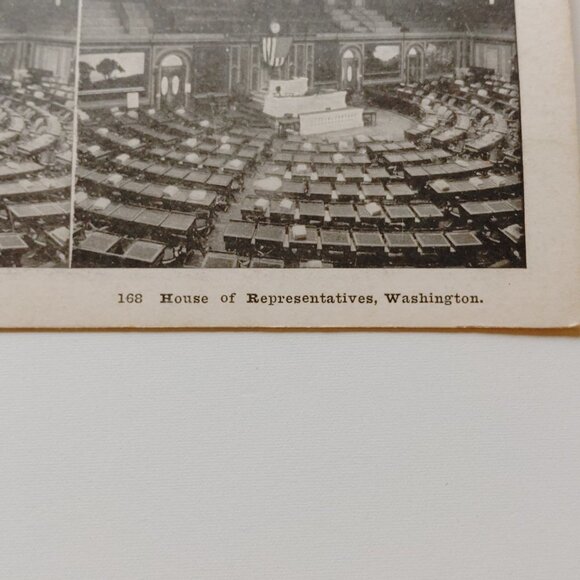 168 House of Representatives, Washington.